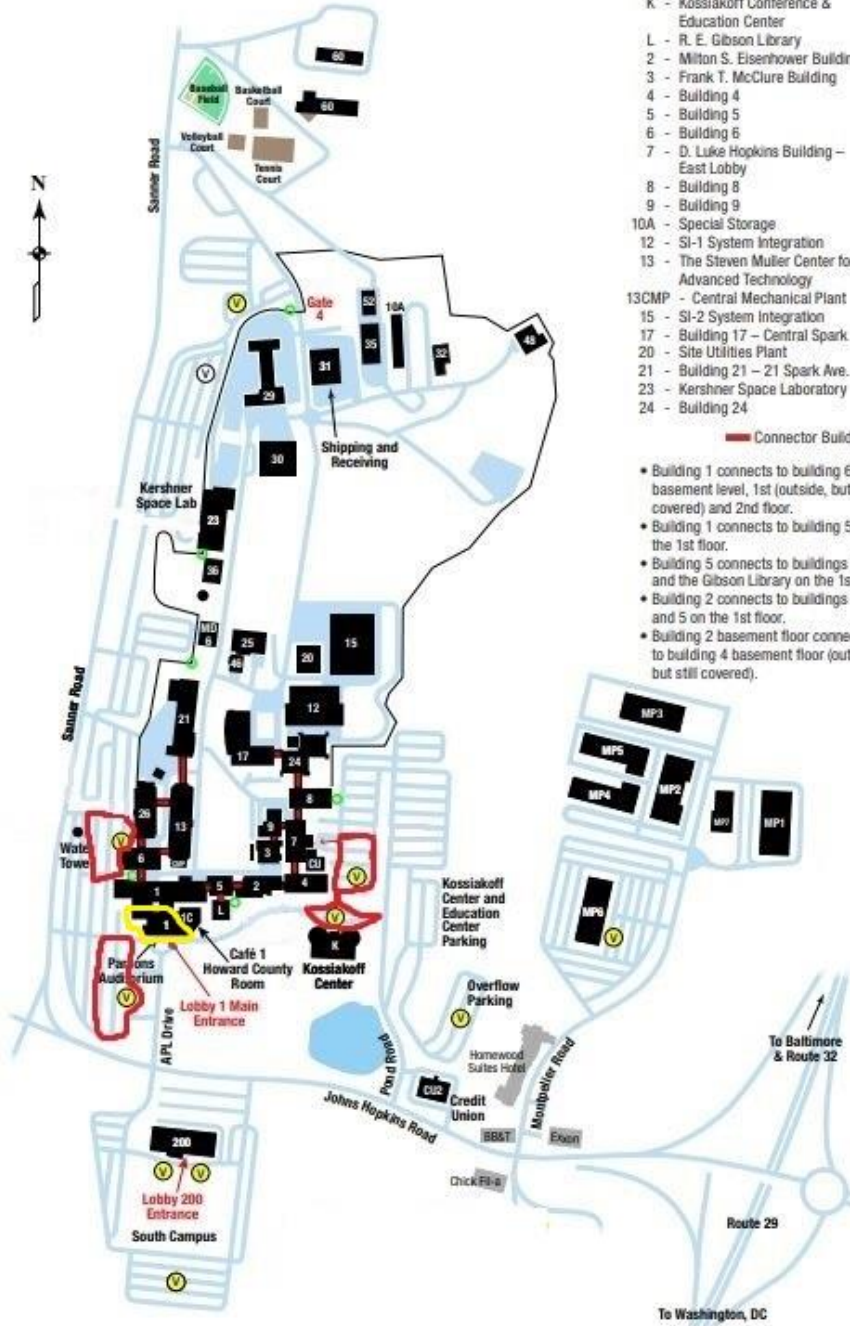 K - Kossiakoff Conference &
Education Center
L - R. E. Gibson Library
2 - Milton S. Eisenhower Buildin
3 - Frank T. McClure Building
4 - Building 4
5 - Building 5
6 - Building 6
7 - D. Luke Hopkins Building –
East Lobby
8 - Building 8
9 - Building 9
10A - Special Storage
12 - SI-1 System Integration
13 - The Steven Muller Center fo
Advanced Technology
13CMP - Central Mechanical Plant
15 - SI-2 System Integration
17 - Building 17 – Central Spark
20 - Site Utilities Plant
21 - Building 21 – 21 Spark Ave.
23 - Kershner Space Laboratory
24 - Building 24
Connector Build
• Building 1 connects to building 6
basement level, 1st (outside, but
covered) and 2nd floor.
• Building 1 connects to building 5
the 1st floor.
• Building 5 connects to buildings
and the Gibson Library on the 1s
• Building 2 connects to buildings
and 5 on the 1st floor.
• Building 2 basement floor conne
to building 4 basement floor (out
but still covered).
60
Baseball
Field
Basketball
Court
60
Volleyball
Court
Tennis
Court
Sanner Road
N
V
Gate
4
52
10A
35
32
48
31
V
29
Shipping and
Receiving
30
Kershner
Space Lab
23
36
MD
6
25
46
20
15
Sanner Road
21
12
17
24
MP3
MP5
MP2
MP4
MP7
MP1
26
8
13
9
7
V
Water
Tower
6
3
CU
V
1
5
2
4
L
MP6
V
1C
1
V
K
Kossiakoff
Center and
Education
Center
Parking
Parsons
Auditorium
Café 1
Howard County
Room
Kossiakoff
Center
V
Lobby 1 Main
Entrance
Overflow
Parking
V
APL Drive
Pond Road
Homewood
Suites Hotel
Montpelier Road
To Baltimore
& Route 32
CU2
Credit
Union
Johns Hopkins Road
BB&T
Exxon
200
V
V
Chick Fil-a
Lobby 200
Entrance
South Campus
Route 29
V
To Washington, DC